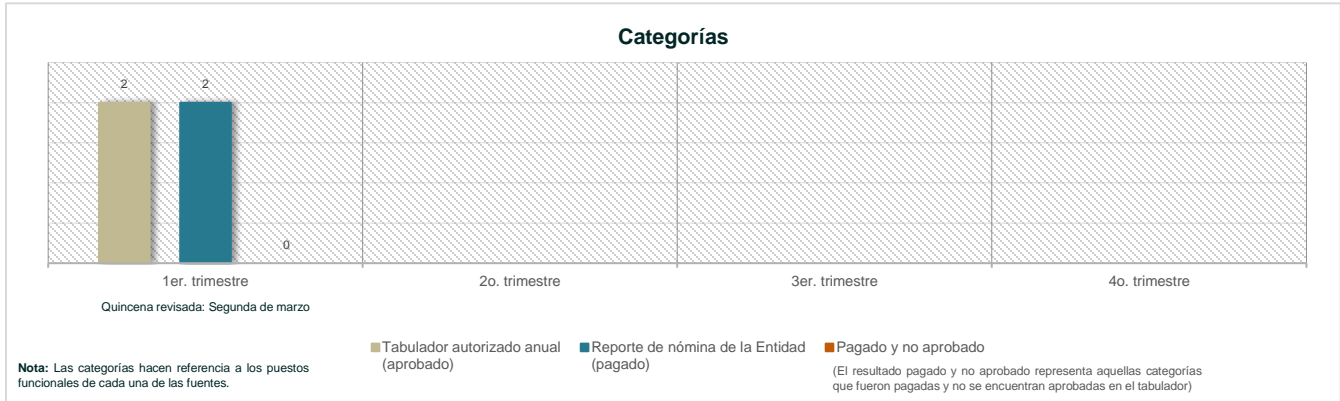 Categorías
2
2
0
1er. trimestre
2o. trimestre
3er. trimestre
4o. trimestre
Quincena revisada: Segunda de marzo
Tabulador autorizado anual
(aprobado)
Reporte de nómina de la Entidad
(pagado)
Pagado y no aprobado
(El resultado pagado y no aprobado representa aquellas categorías
que fueron pagadas y no se encuentran aprobadas en el tabulador)
Nota: Las categorías hacen referencia a los puestos
funcionales de cada una de las fuentes.